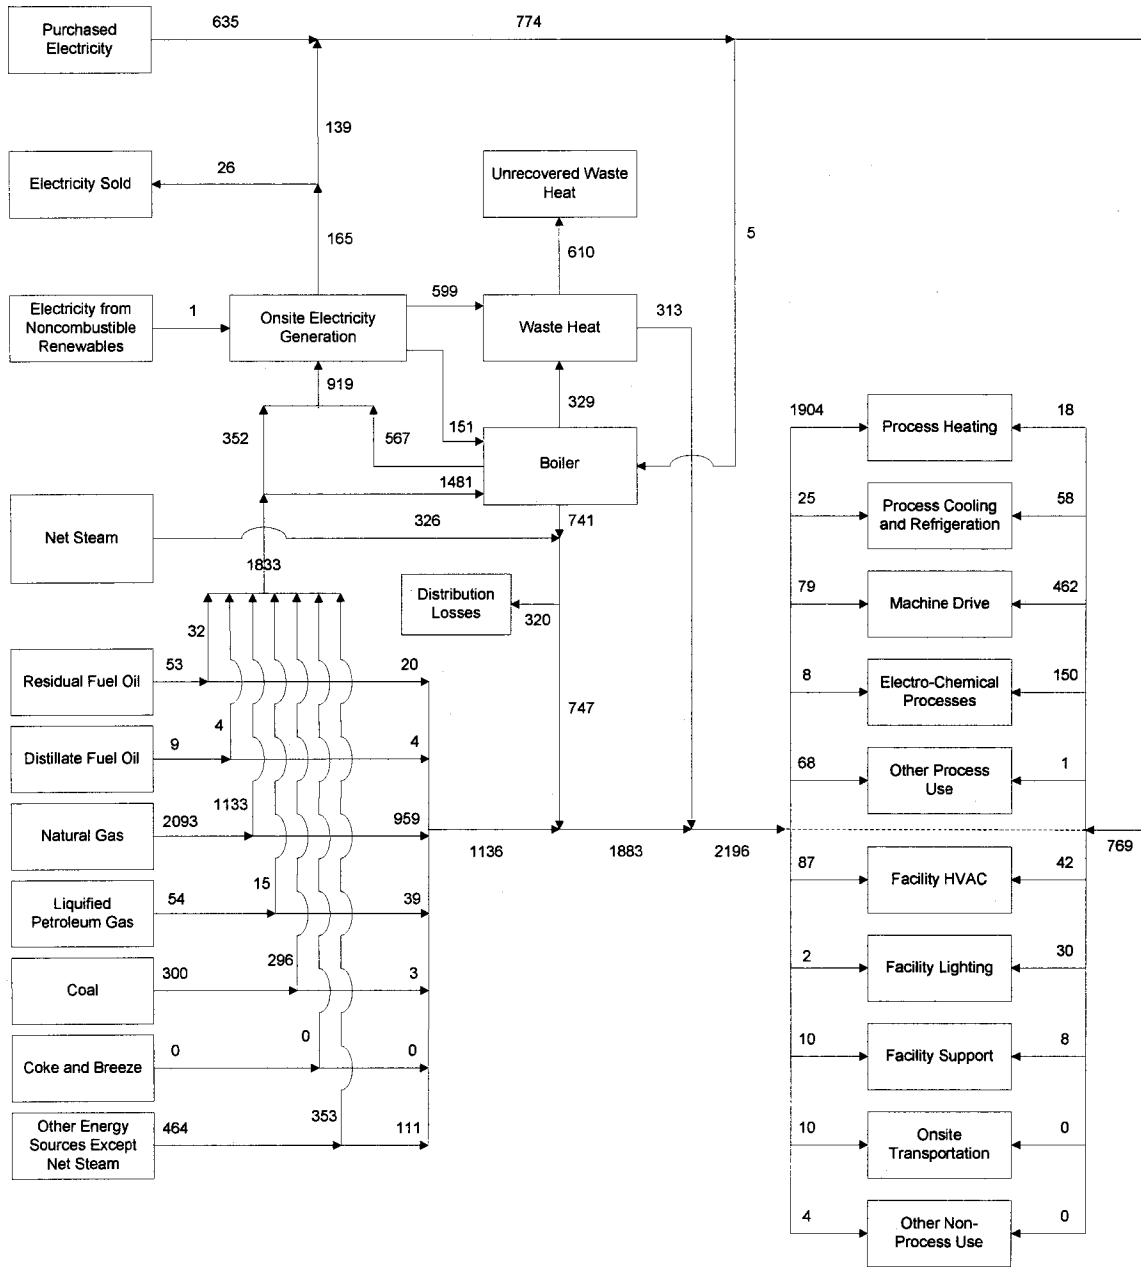 635
774
Purchased
Electricity
139
26
Electricity Sold
Unrecovered Waste
Heat
5
165
610
599
313
1
Electricity from
Noncombustible
Renewables
Onsite Electricity
Generation
Waste Heat
919
329
1904
18
352
567
151
Process Heating
Boiler
1481
25
58
326
741
Process Cooling
and Refrigeration
Net Steam
1833
79
462
Distribution
Losses
320
Machine Drive
32
53
20
8
150
Residual Fuel Oil
Electro-Chemical
Processes
747
4
9
4
Distillate Fuel Oil
68
1
Other Process
Use
1133
2093
959
Natural Gas
1136
1883
2196
769
87
42
Facility HVAC
15
54
39
Liquified
Petroleum Gas
296
2
30
Facility Lighting
300
3
Coal
0
0
0
10
8
Facility Support
Coke and Breeze
353
464
111
Other Energy
Sources Except
Net Steam
10
0
Onsite
Transportation
4
0
Other Non-
Process Use